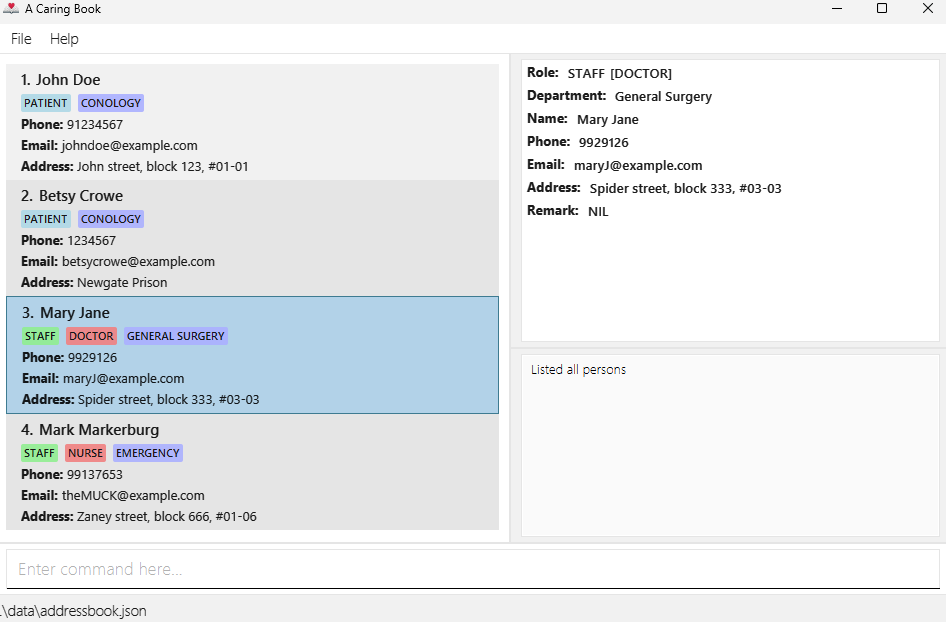 A Caring Book
File Help
1. John Doe
PATIENT CONOLOGY
Phone: 91234567
Email: johndoe@example.com
Address: John street, block 123, #01-01
2. Betsy Crowe
PATIENT CONOLOGY
Phone: 1234567
Email: betsycrowe@example.com
Address: Newgate Prison
3. Mary Jane
STAFF DOCTOR GENERAL SURGERY
Phone: 9929126
Email: maryJ@example.com
Address: Spider street, block 333, #03-03
4. Mark Markerburg
STAFF NURSE EMERGENCY
Phone: 99137653
Email: theMUCK@example.com
Address: Zaney street, block 666, #01-06
Role: STAFF [DOCTOR]
Department: General Surgery
Name: Mary Jane
Phone: 9929126
Email: maryJ@example.com
Address: Spider street, block 333, #03-03
Remark: NIL
Listed all persons
Enter command here...
.\data\addressbook.json